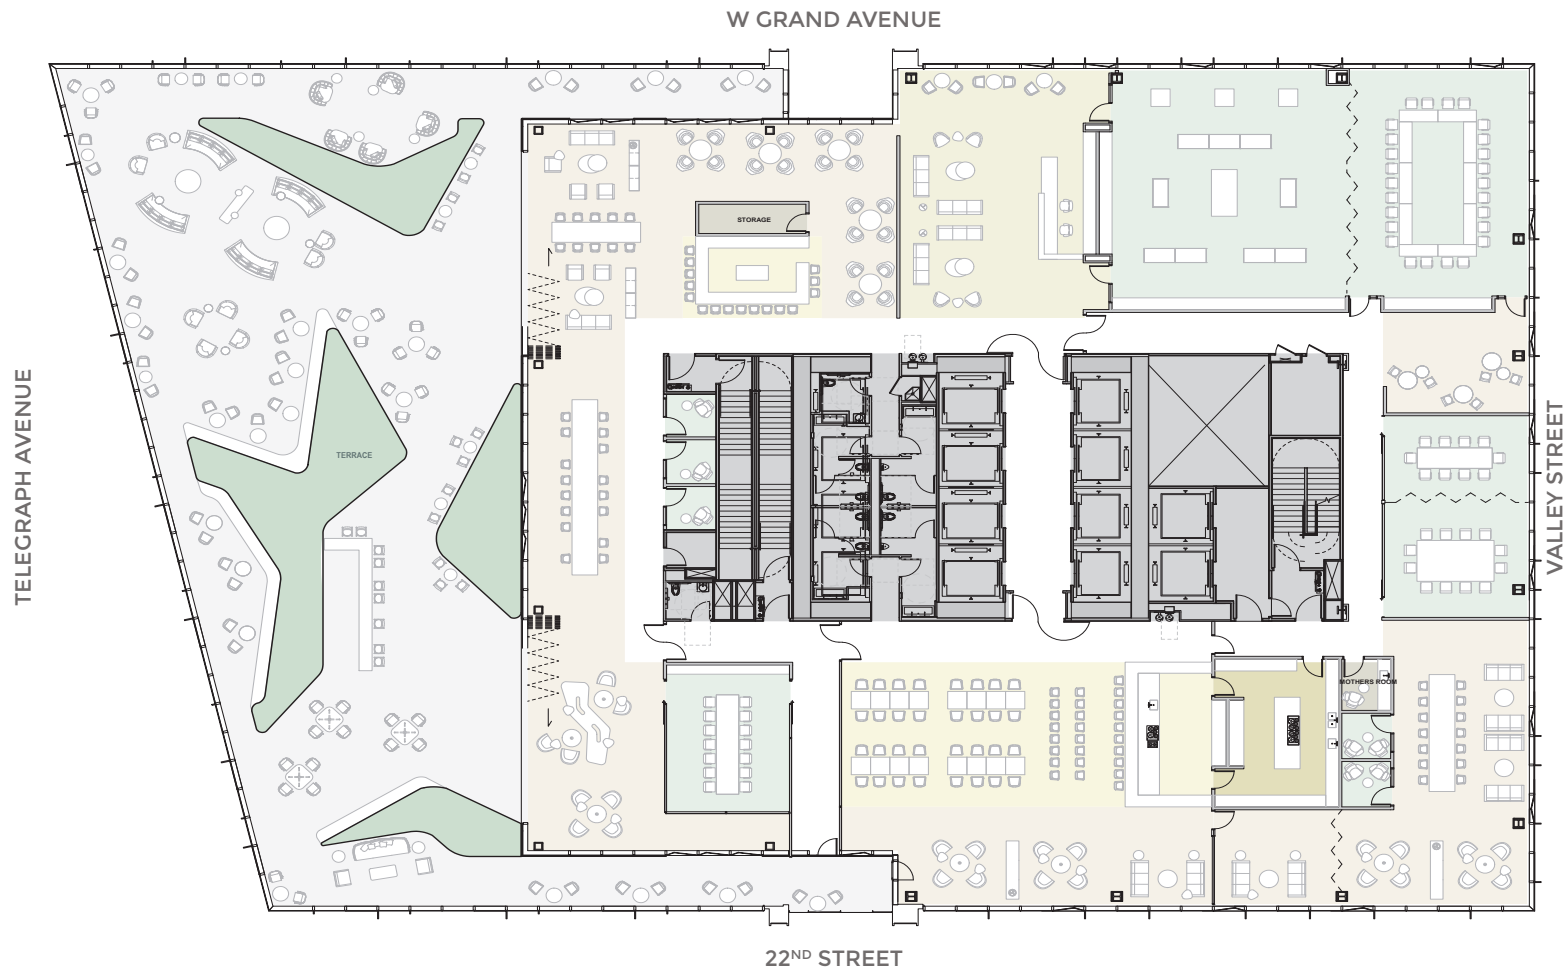 W GRAND AVENUE
STORAGE
TELEGRAPH AVENUE
TERRACE
VALLEY STREET
MOTHERS ROOM
22ND STREET